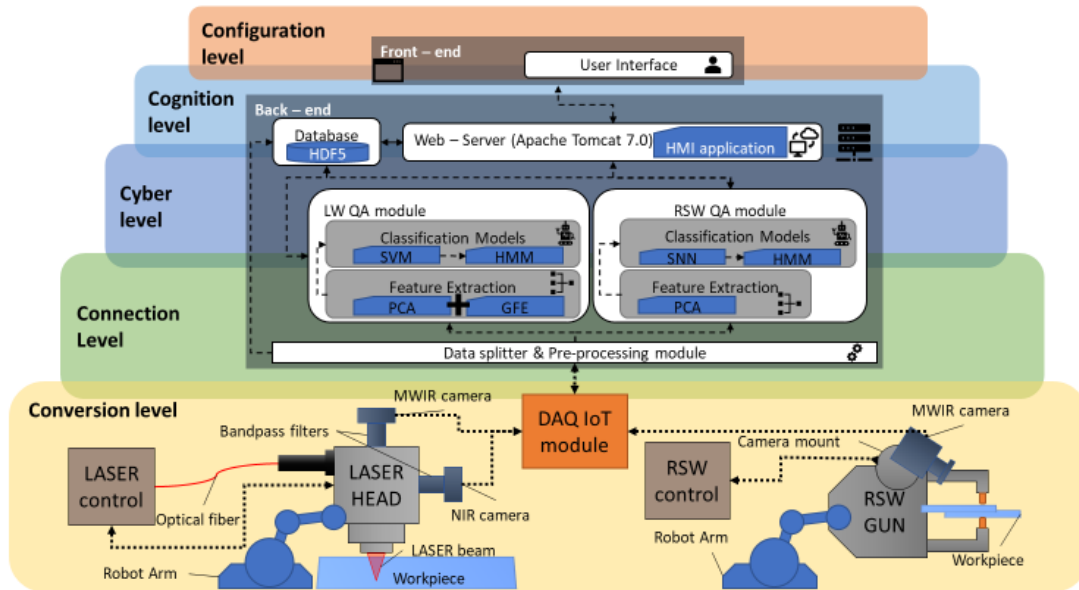 Configuration
level
Front – end
User Interface
Cognition
level
Back – end
Database
HDF5
Web – Server (Apache Tomcat 7.0)
HMI application
Cyber
level
LW QA module
Classification Models
SVM
HMM
Feature Extraction
PCA
GFE
RSW QA module
Classification Models
SNN
HMM
Feature Extraction
PCA
Connection
Level
Data splitter & Pre-processing module
Conversion level
MWIR camera
Bandpass filters
LASER
control
Optical fiber
LASER
HEAD
NIR camera
Robot Arm
LASER beam
Workpiece
DAQ IoT
module
MWIR camera
Camera mount
RSW
control
RSW
GUN
Robot Arm
Workpiece